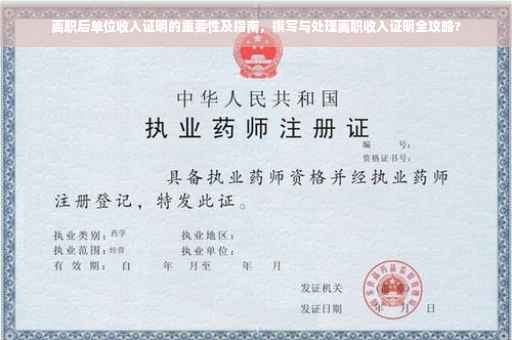 离职后单位收入证明的重要性及指南，撰写与处理离职收入证明全攻略？
中华人民共和国
执业药师注册证
编 号：
资格证书号：
具备执业药师资格并经执业药师
注册登记，特发此证。
执业类别：药学 执业地区：
执业范围：经营 执业单位：
有 效 期： 自 年 月至 年 月
发证机关（
发证日期 年 月 日